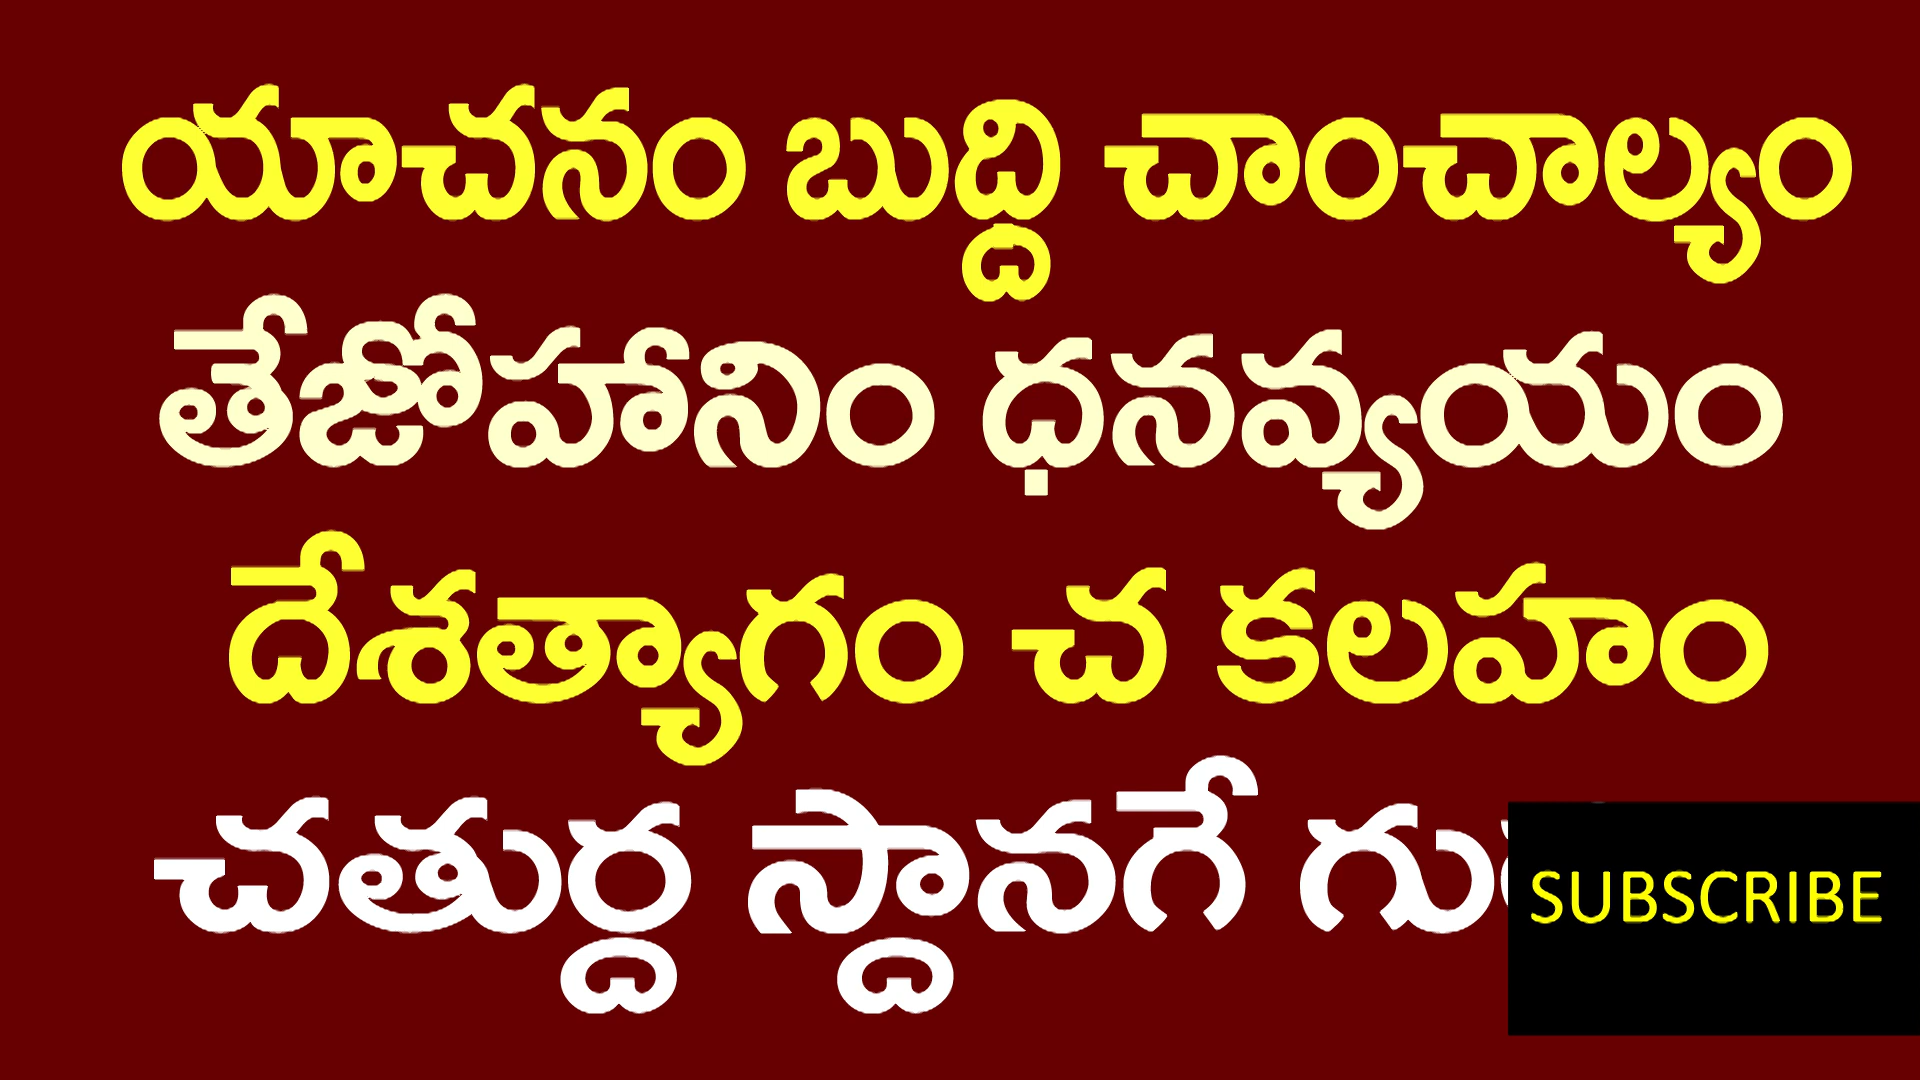 యాచనం బుద్ది చాంచాల్యం
తేజోహానిం ధనవ్యయం
దేశత్యాగం చ కలహం
చతుర్ద స్దానగే
SUBSCRIBE